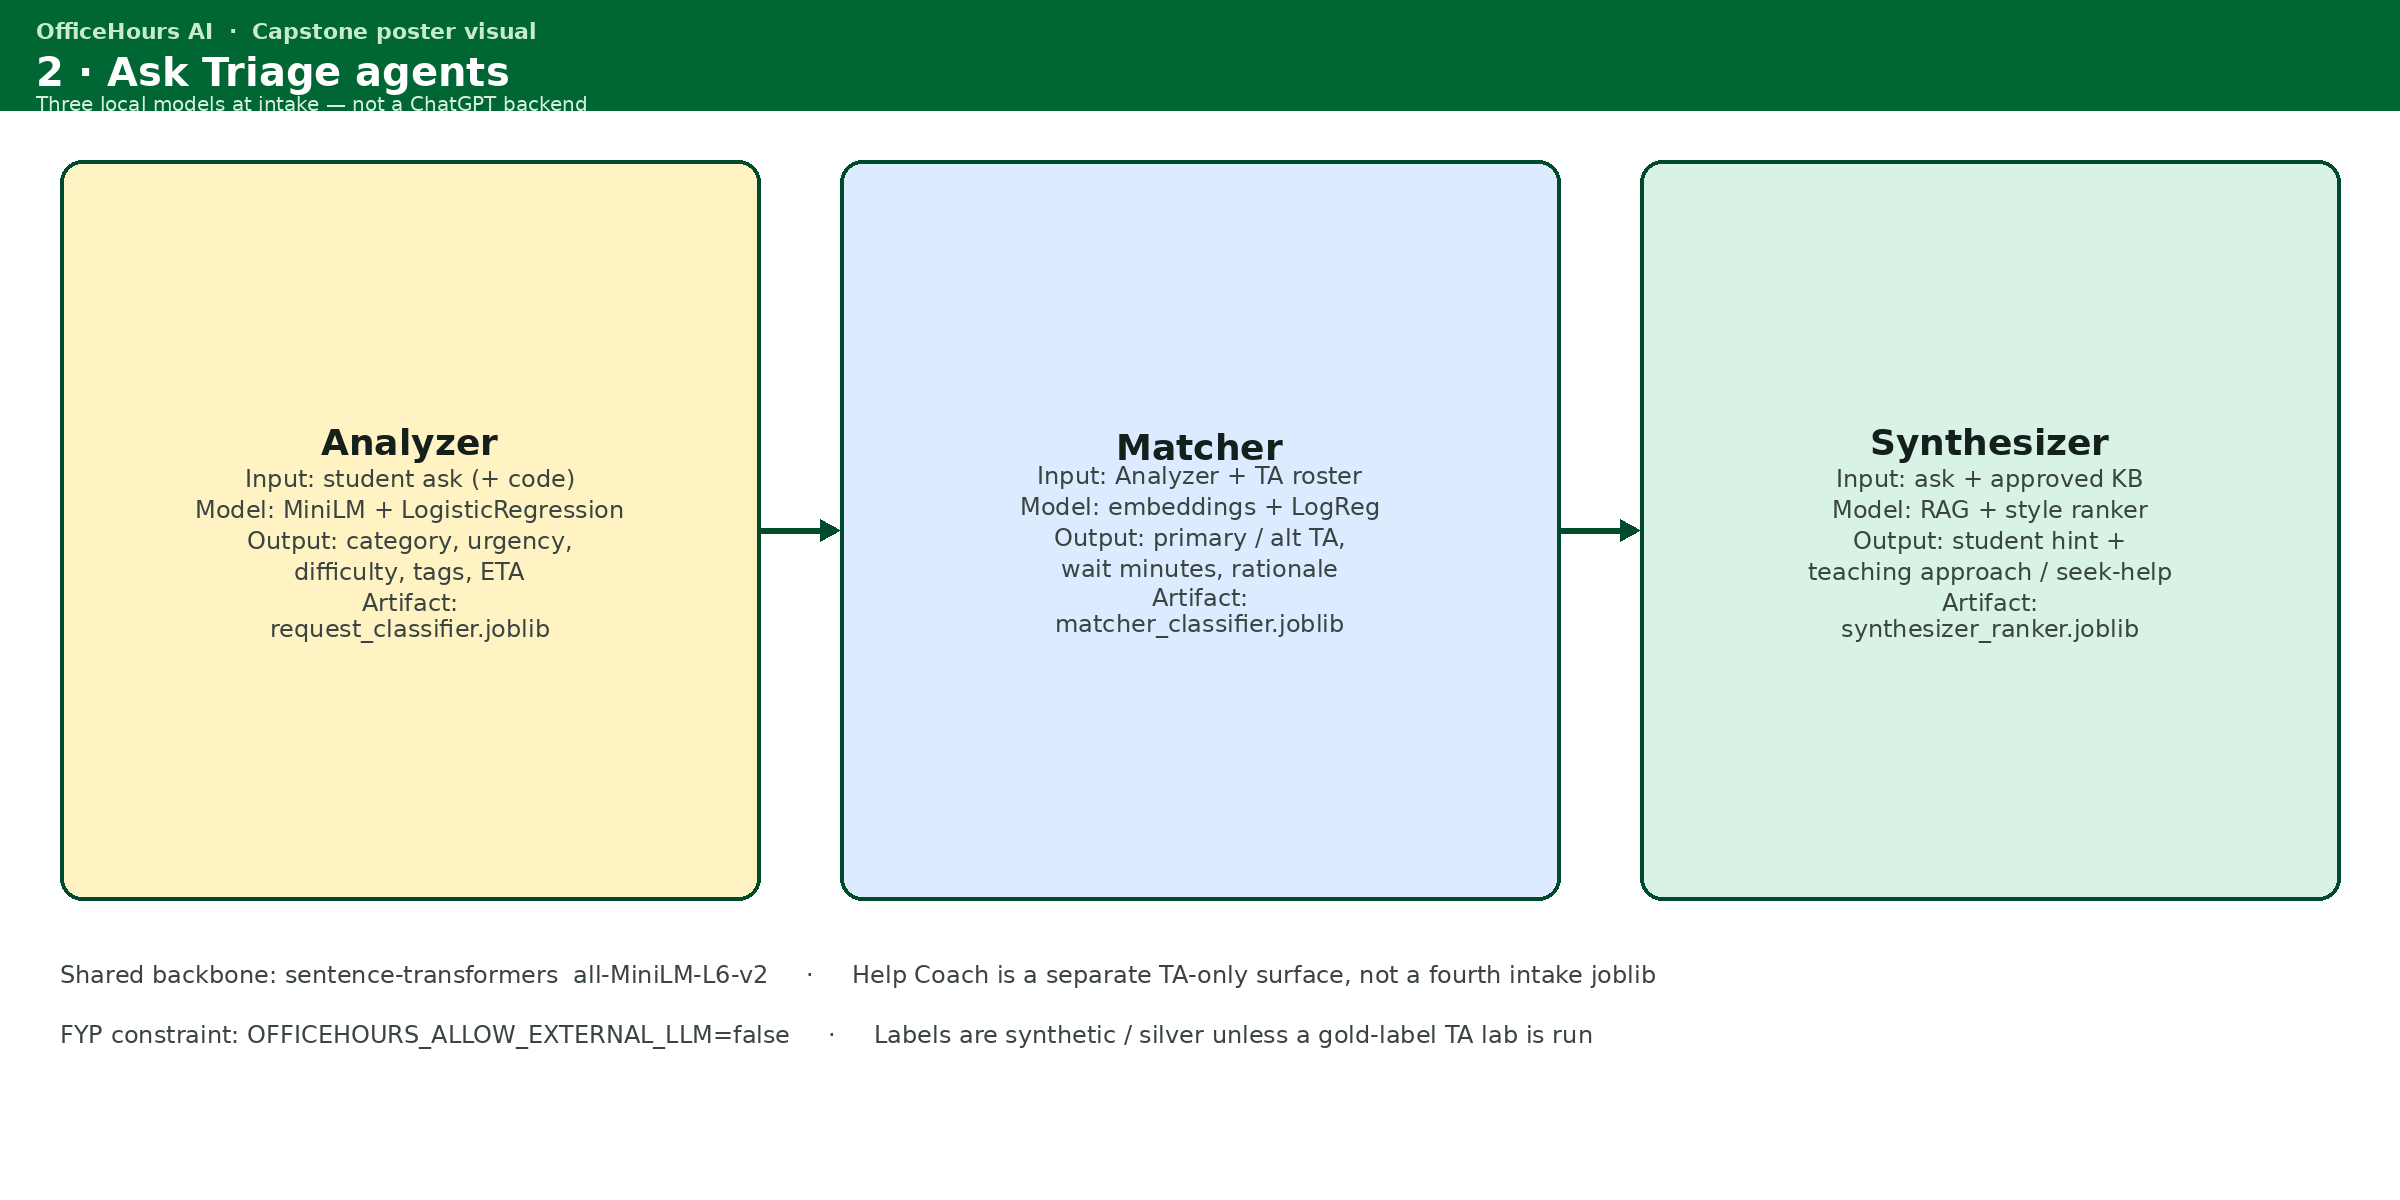 OfficeHours AI · Capstone poster visual
2 · Ask Triage agents
Three local models at intake — not a ChatGPT backend
Analyzer
Input: student ask (+ code)
Model: MiniLM + LogisticRegression
Output: category, urgency,
difficulty, tags, ETA
Artifact:
request_classifier.joblib
Matcher
Input: Analyzer + TA roster
Model: embeddings + LogReg
Output: primary / alt TA,
wait minutes, rationale
Artifact:
matcher_classifier.joblib
Synthesizer
Input: ask + approved KB
Model: RAG + style ranker
Output: student hint +
teaching approach / seek-help
Artifact:
synthesizer_ranker.joblib
Shared backbone: sentence-transformers all-MiniLM-L6-v2 · Help Coach is a separate TA-only surface, not a fourth intake joblib
FYP constraint: OFFICEHOURS_ALLOW_EXTERNAL_LLM=false · Labels are synthetic / silver unless a gold-label TA lab is run